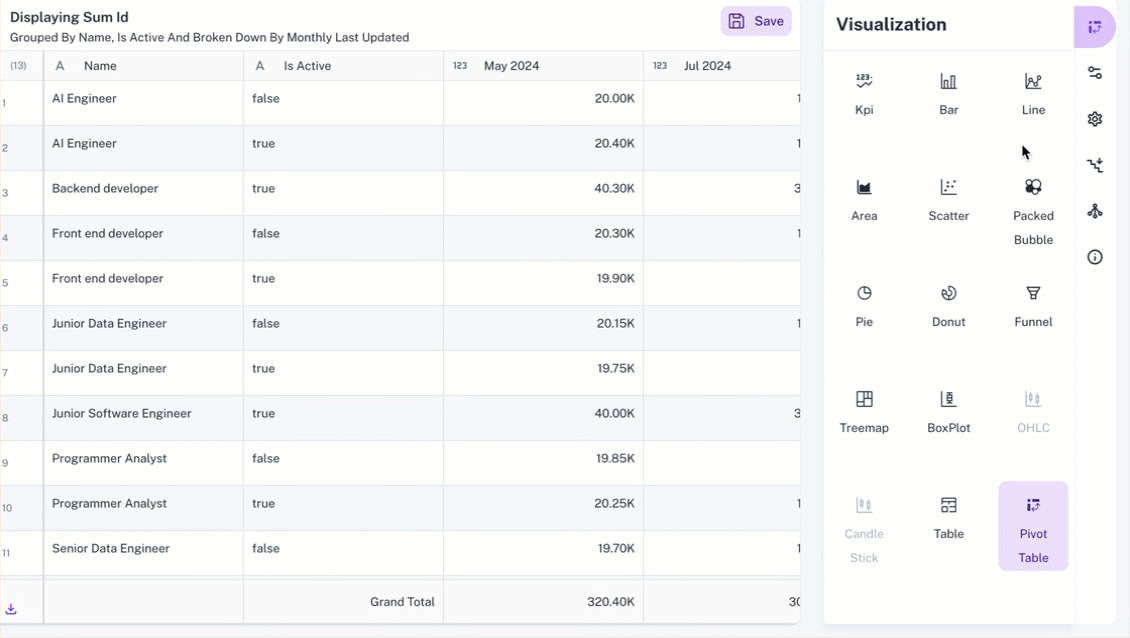 Displaying Sum Id
Grouped By Name, Is Active And Broken Down By Monthly Last Updated
Save
(13) A Name A Is Active 123 May 2024 123 Jul 2024
1 AI Engineer false 20.00K 1
2 AI Engineer true 20.40K 1
3 Backend developer true 40.30K 3
4 Front end developer false 20.30K 1
5 Front end developer true 19.90K
6 Junior Data Engineer false 20.15K 1
7 Junior Data Engineer true 19.75K
8 Junior Software Engineer true 40.00K 3
9 Programmer Analyst false 19.85K
10 Programmer Analyst true 20.25K 1
11 Senior Data Engineer false 19.70K 1
Grand Total 320.40K 30
Visualization
123
Kpi Bar Line
Area Scatter Packed
Bubble
Pie Donut Funnel
Treemap BoxPlot OHLC
Candle Table Pivot
Stick Table